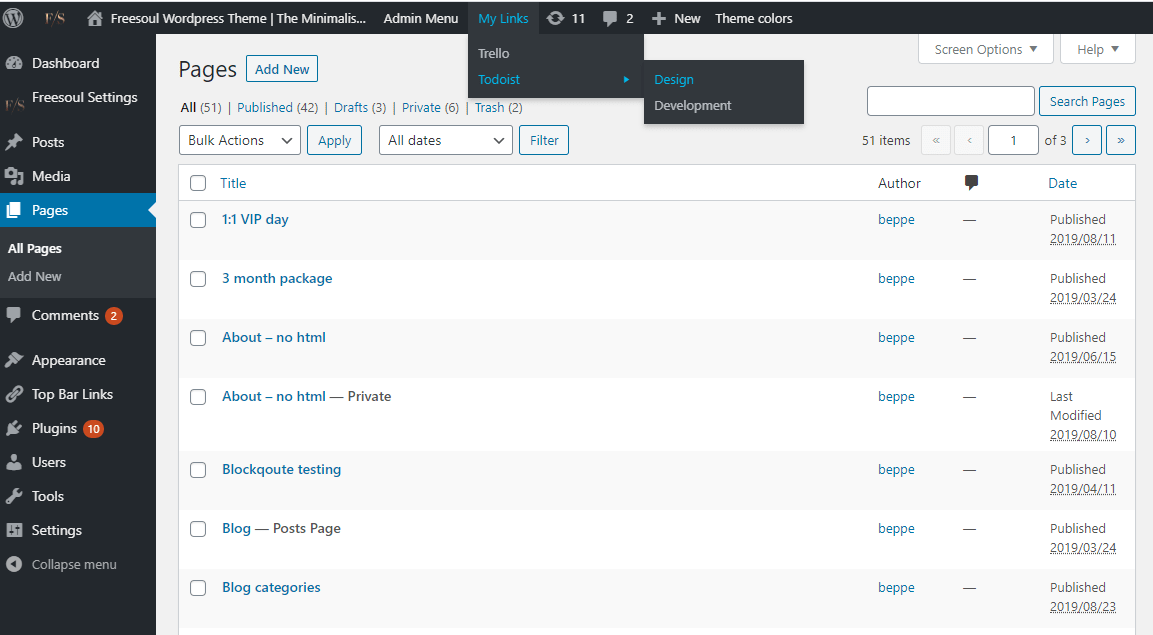 F/S Freesoul Wordpress Theme | The Minimalis... Admin Menu My Links 11 2 New Theme colors
Trello
Todoist
Design
Development
Screen Options Help
Dashboard
Freesoul Settings
Posts
Media
Pages
All Pages
Add New
Comments 2
Appearance
Top Bar Links
Plugins 10
Users
Tools
Settings
Collapse menu
Pages Add New
All (51) | Published (42) | Drafts (3) | Private (6) | Trash (2)
Search Pages
Bulk Actions Apply All dates Filter
51 items « ‹ 1 of 3 › »
Title Author Date
1:1 VIP day beppe — Published
2019/08/11
3 month package beppe — Published
2019/03/24
About – no html beppe — Published
2019/06/15
About – no html — Private beppe — Last
Modified
2019/08/10
Blockqoute testing beppe — Published
2019/04/11
Blog — Posts Page beppe — Published
2019/03/24
Blog categories beppe — Published
2019/08/23